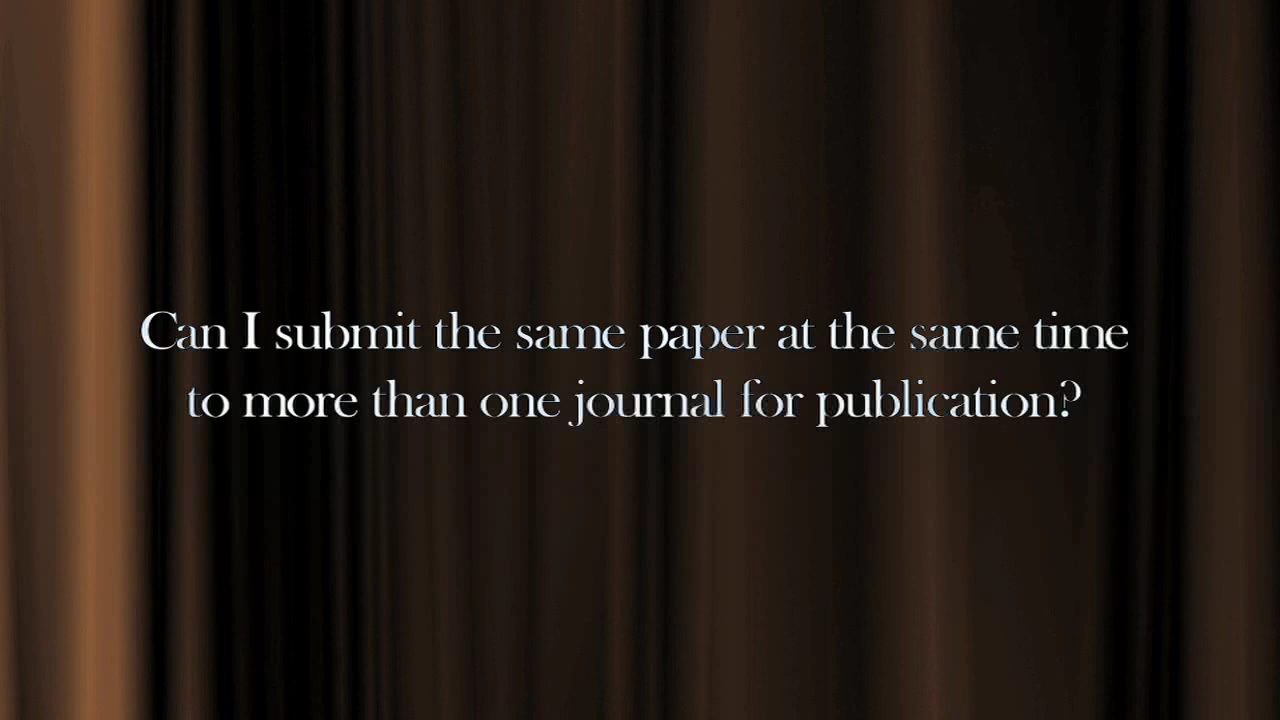 Can I submit the same paper at the same time
to more than one journal for publication?